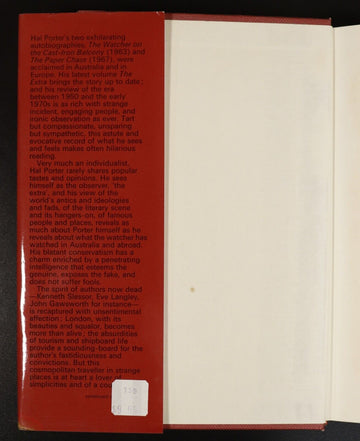 Hal Porter's two exhilarating
autobiographies, The Watcher on
the Cast-Iron Balcony (1963) and
The Paper Chase (1967), were
acclaimed in Australia and in
Europe. His latest volume The
Extra brings the story up to date;
and his review of the era
between 1950 and the early
1970s is as rich with strange
incident, engaging people, and
ironic observation as ever. Tart
but compassionate, unsparing
but sympathetic, this astute and
evocative record of what he sees
and feels makes often hilarious
reading.
Very much an individualist,
Hal Porter rarely shares popular
tastes and opinions. He sees
himself as the observer, 'the
extra', and his view of the
world's antics and ideologies
and fads, of the literary scene
and its hangers-on, of famous
people and places, reveals as
much about Porter himself as he
reveals about what the watcher has
watched in Australia and abroad.
His blatant conservatism has a
charm enriched by a penetrating
intelligence that esteems the
genuine, exposes the fake, and
does not suffer fools.
The spirit of authors now dead
—Kenneth Slessor, Eve Langley,
John Gawsworth for instance—
is recaptured with unsentimental
affection; London, with its
beauties and squalor, becomes
more than alive; the absurdities
of tourism and shipboard life
provide a sounding-board for the
author's fastidiousness and
convictions. But this
cosmopolitan traveller in strange
places is at heart a lover of
simplicities and of a cou
continued